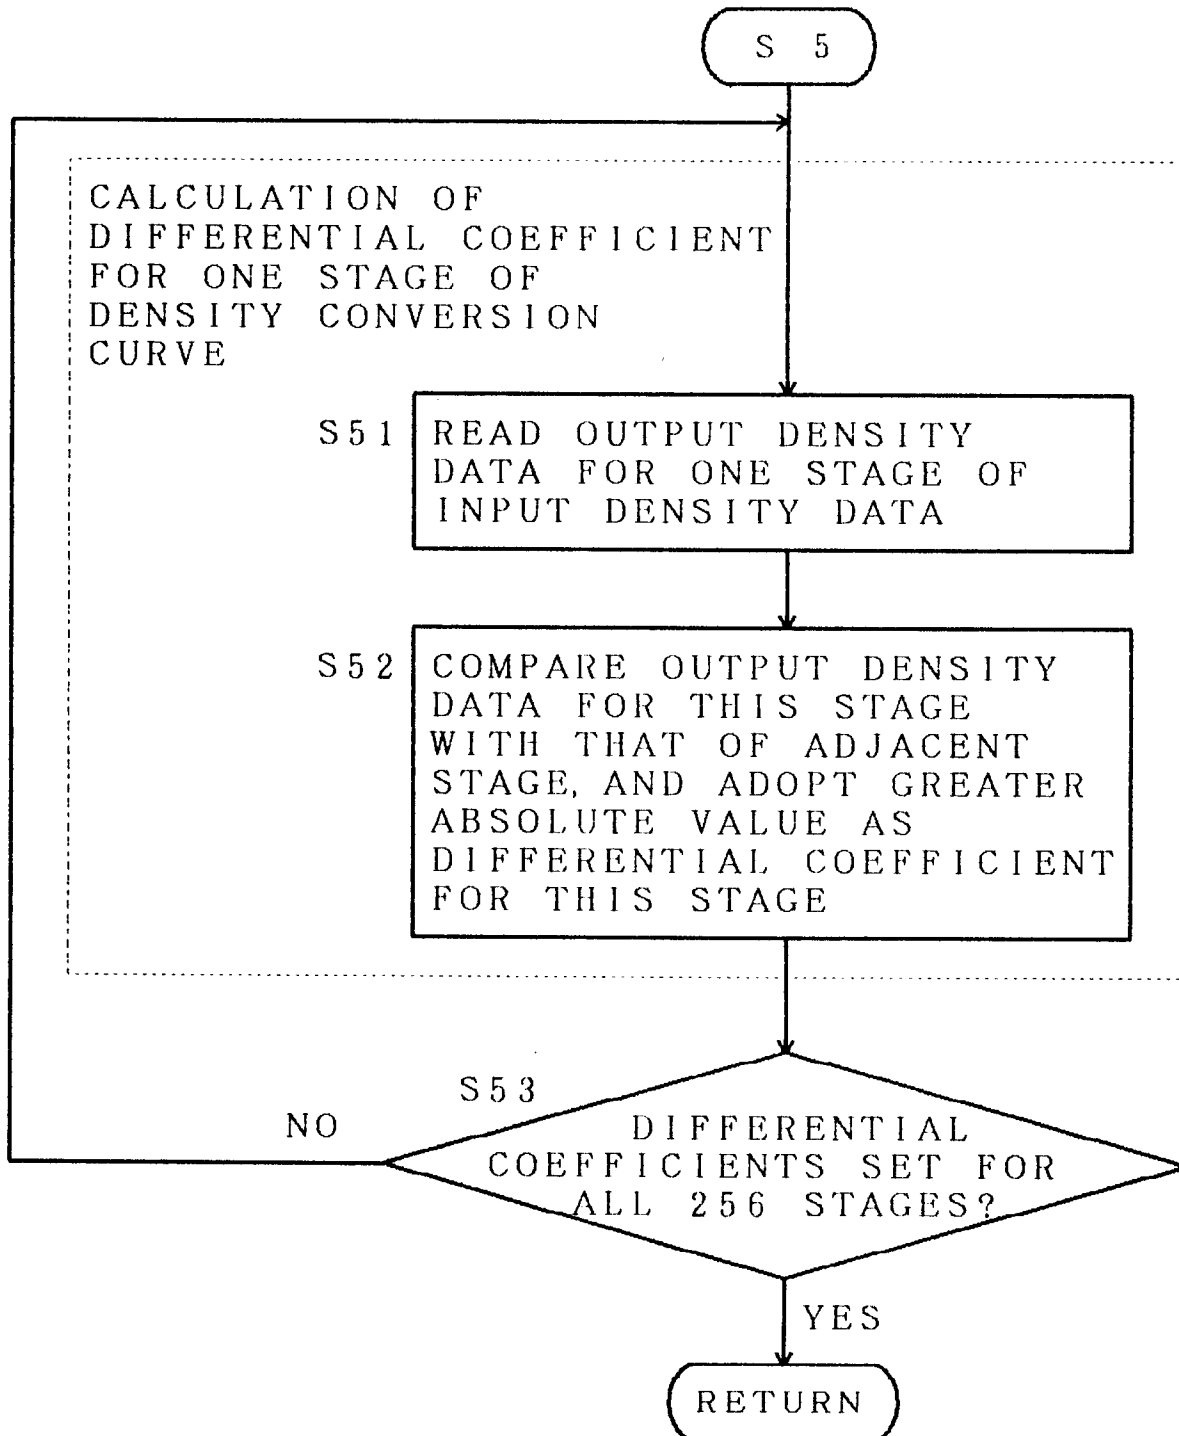 S 5
CALCULATION OF
DIFFERENTIAL COEFFICIENT
FOR ONE STAGE OF
DENSITY CONVERSION
CURVE
S51
READ OUTPUT DENSITY
DATA FOR ONE STAGE OF
INPUT DENSITY DATA
S52
COMPARE OUTPUT DENSITY
DATA FOR THIS STAGE
WITH THAT OF ADJACENT
STAGE, AND ADOPT GREATER
ABSOLUTE VALUE AS
DIFFERENTIAL COEFFICIENT
FOR THIS STAGE
S53
NO
DIFFERENTIAL
COEFFICIENTS SET FOR
ALL 256 STAGES?
YES
RETURN